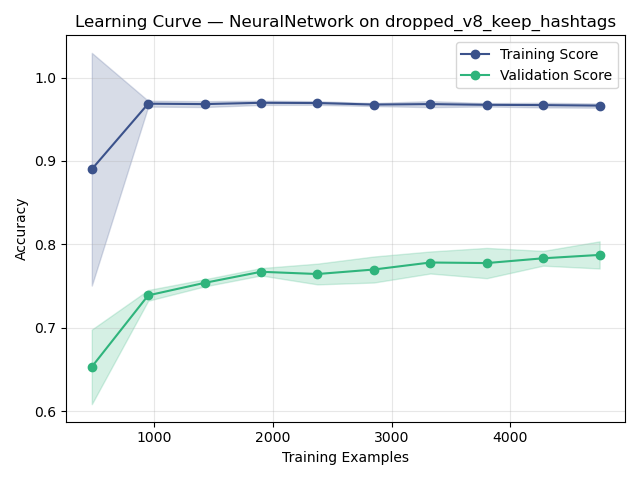 Learning Curve — NeuralNetwork on dropped_v8_keep_hashtags
Training Score
Validation Score
1.0
0.9
0.8
0.7
0.6
Accuracy
1000
2000
3000
4000
Training Examples